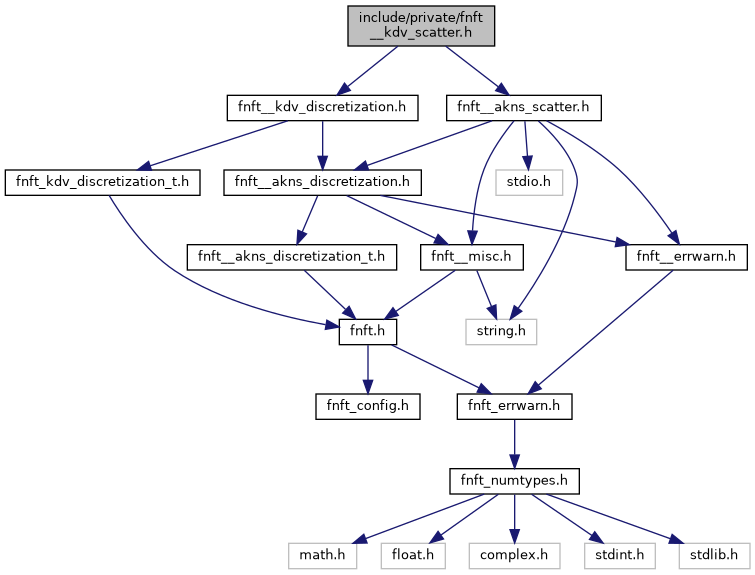 include/private/fnft
__kdv_scatter.h
fnft__kdv_discretization.h
fnft__akns_scatter.h
fnft_kdv_discretization_t.h
fnft__akns_discretization.h
stdio.h
fnft__akns_discretization_t.h
fnft__misc.h
fnft__errwarn.h
fnft.h
string.h
fnft_config.h
fnft_errwarn.h
fnft_numtypes.h
math.h
float.h
complex.h
stdint.h
stdlib.h